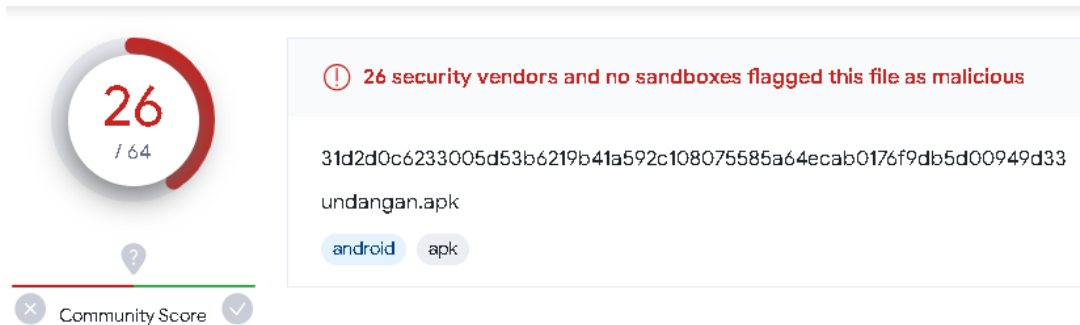 26
/ 64
Community Score
26 security vendors and no sandboxes flagged this file as malicious
31d2d0c6233005d53b6219b41a592c108075585a64ecab0176f9db5d00949d33
undangan.apk
android apk